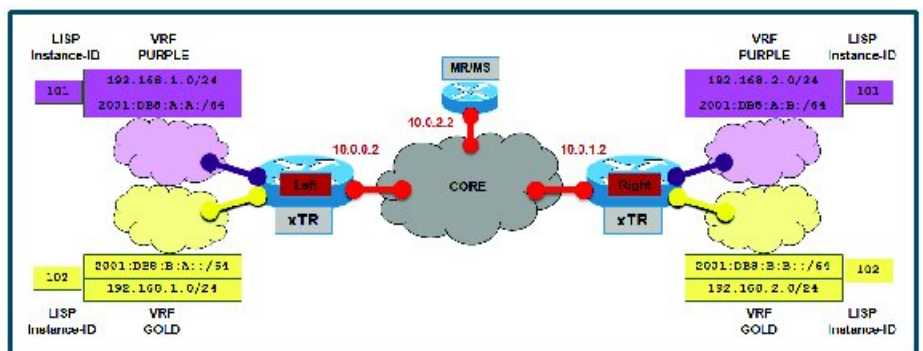 LISP
Instance-ID
VRF
PURPLE
101
192.168.1.0/24
2001:DB8:A:A::/64
MR/MS
VRF
PURPLE
LISP
Instance-ID
192.168.2.0/24
2001:DB8:A:B::/64
101
10.0.2.2
10.0.0.2
CORE
10.0.1.2
Left
xTR
Right
xTR
102
2001:DB8:B:A::/64
192.168.1.0/24
LISP
Instance-ID
VRF
GOLD
2001:DB8:B:B::/64
192.168.2.0/24
102
VRF
GOLD
LISP
Instance-ID